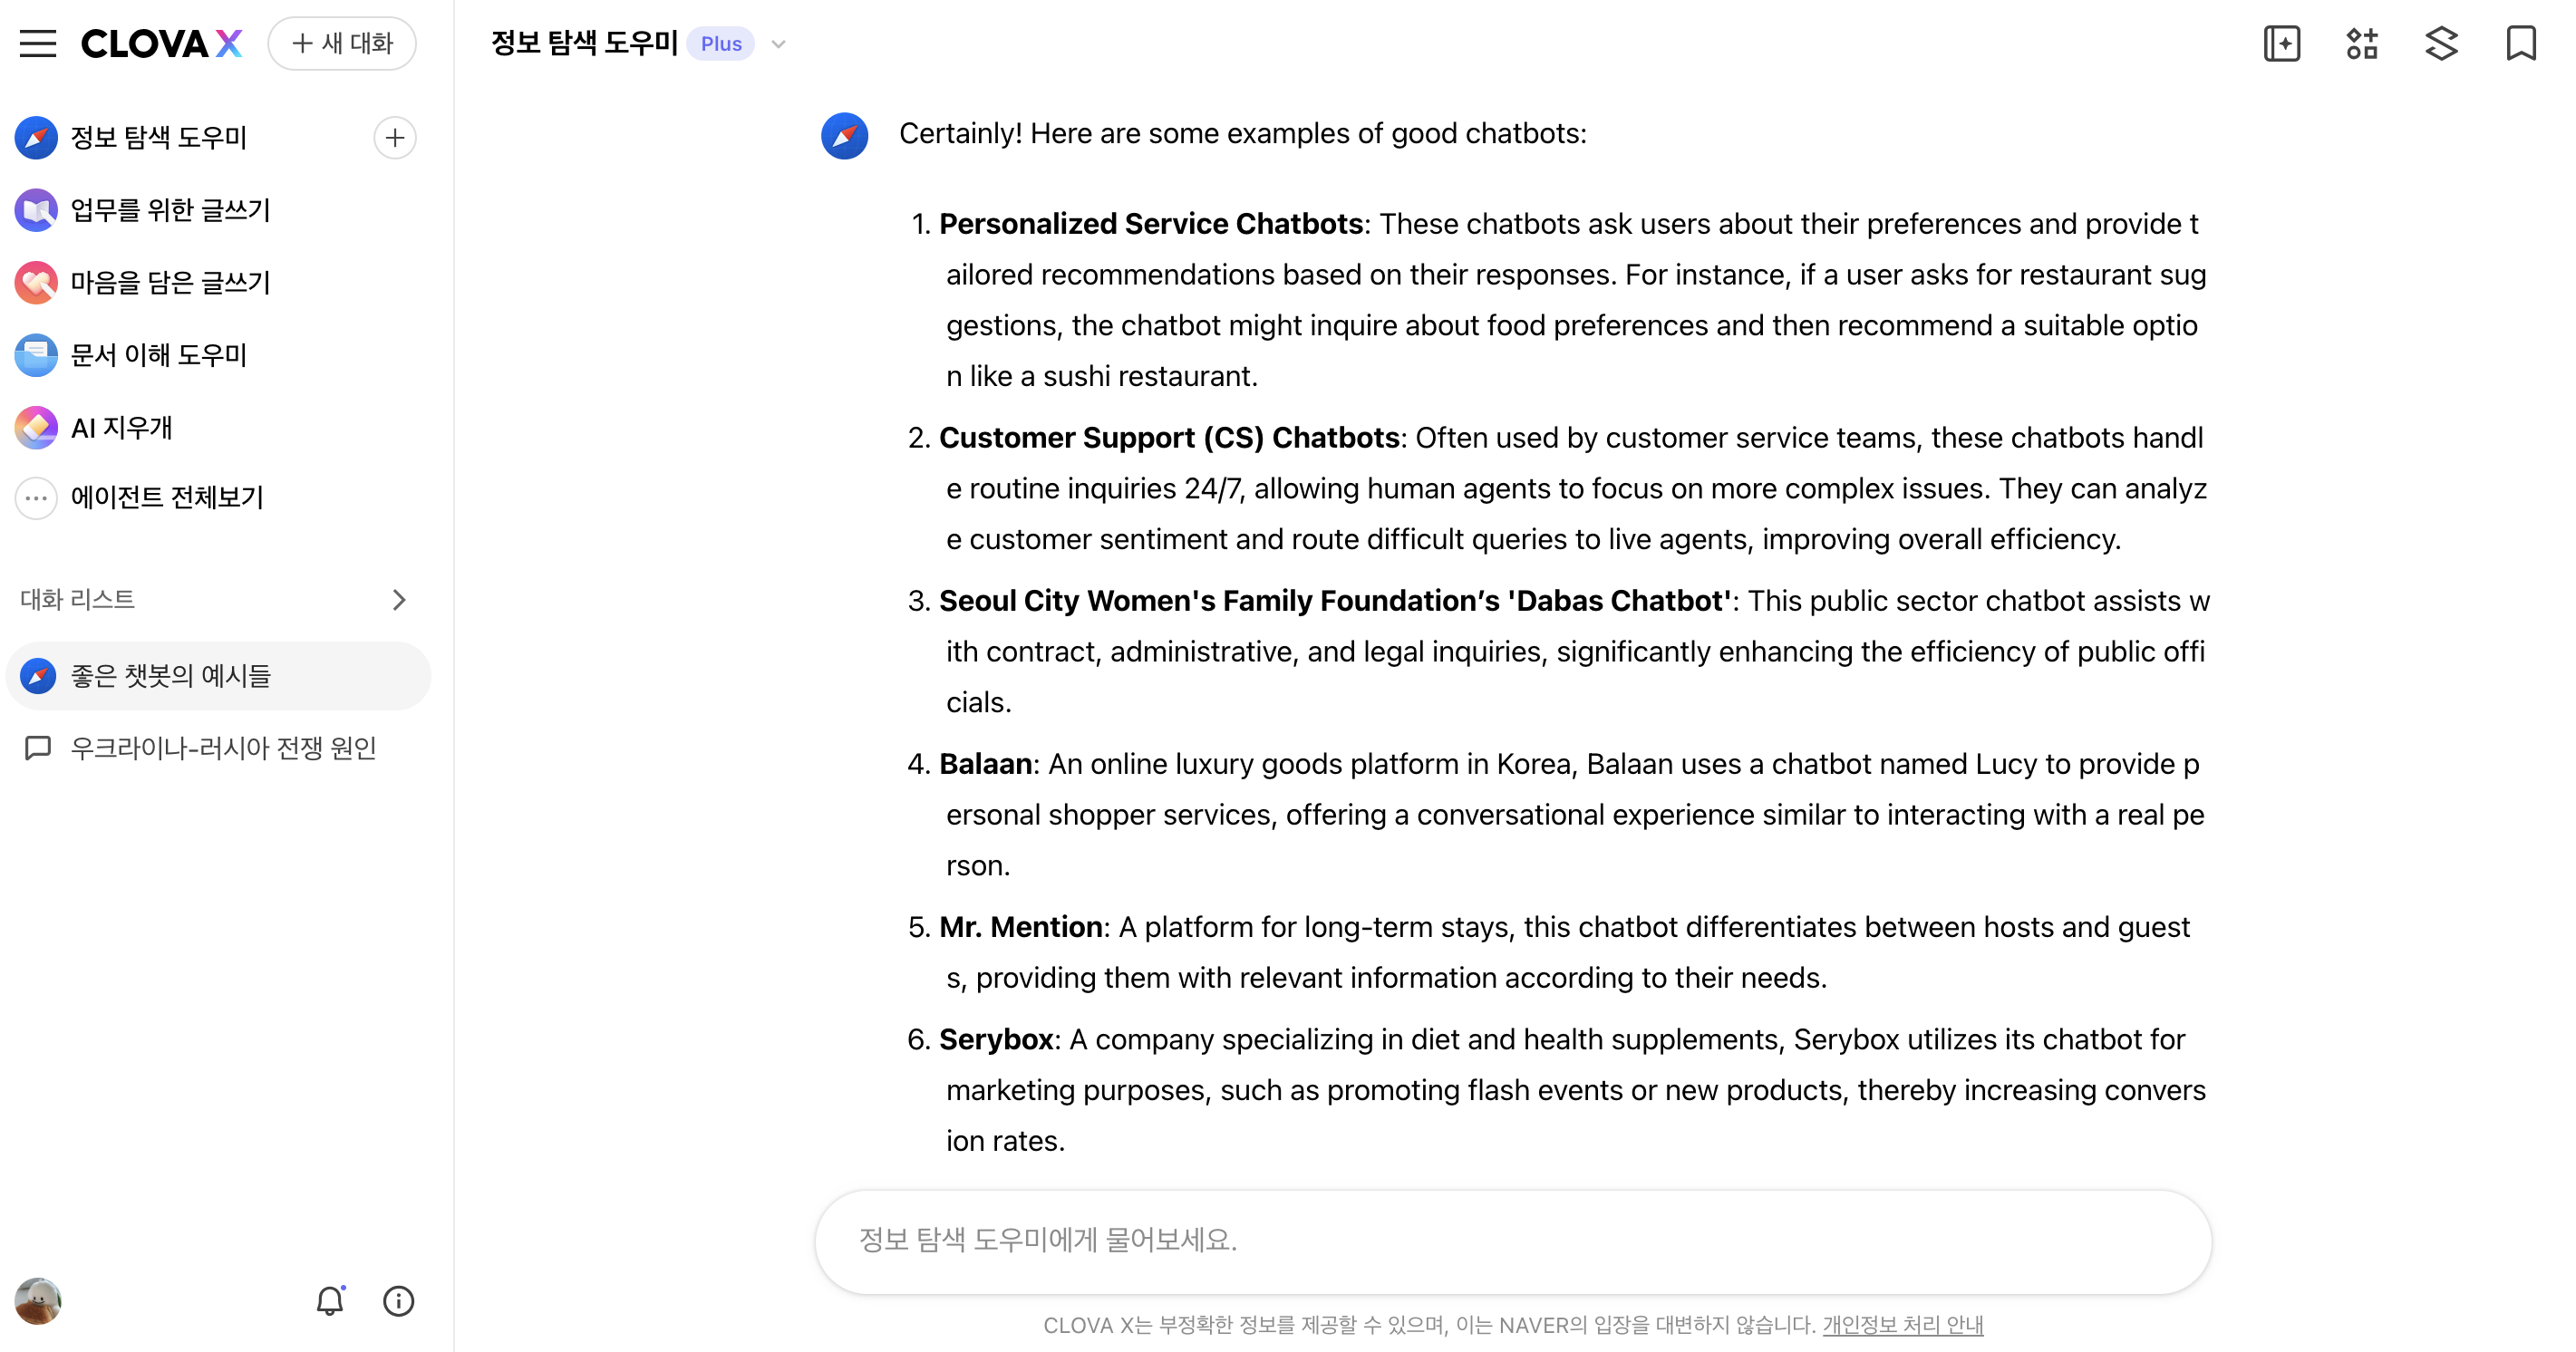 CLOVA X
+ 새 대화
정보 탐색 도우미
업무를 위한 글쓰기
마음을 담은 글쓰기
문서 이해 도우미
AI 지우개
에이전트 전체보기
대화 리스트
좋은 챗봇의 예시들
우크라이나-러시아 전쟁 원인
정보 탐색 도우미 Plus
Certainly! Here are some examples of good chatbots:
1. Personalized Service Chatbots: These chatbots ask users about their preferences and provide t
ailored recommendations based on their responses. For instance, if a user asks for restaurant sug
gestions, the chatbot might inquire about food preferences and then recommend a suitable optio
n like a sushi restaurant.
2. Customer Support (CS) Chatbots: Often used by customer service teams, these chatbots handl
e routine inquiries 24/7, allowing human agents to focus on more complex issues. They can analyz
e customer sentiment and route difficult queries to live agents, improving overall efficiency.
3. Seoul City Women's Family Foundation’s 'Dabas Chatbot': This public sector chatbot assists w
ith contract, administrative, and legal inquiries, significantly enhancing the efficiency of public offi
cials.
4. Balaan: An online luxury goods platform in Korea, Balaan uses a chatbot named Lucy to provide p
ersonal shopper services, offering a conversational experience similar to interacting with a real pe
rson.
5. Mr. Mention: A platform for long-term stays, this chatbot differentiates between hosts and guest
s, providing them with relevant information according to their needs.
6. Serybox: A company specializing in diet and health supplements, Serybox utilizes its chatbot for
marketing purposes, such as promoting flash events or new products, thereby increasing convers
ion rates.
정보 탐색 도우미에게 물어보세요.
CLOVA X는 부정확한 정보를 제공할 수 있으며, 이는 NAVER의 입장을 대변하지 않습니다. 개인정보 처리 안내